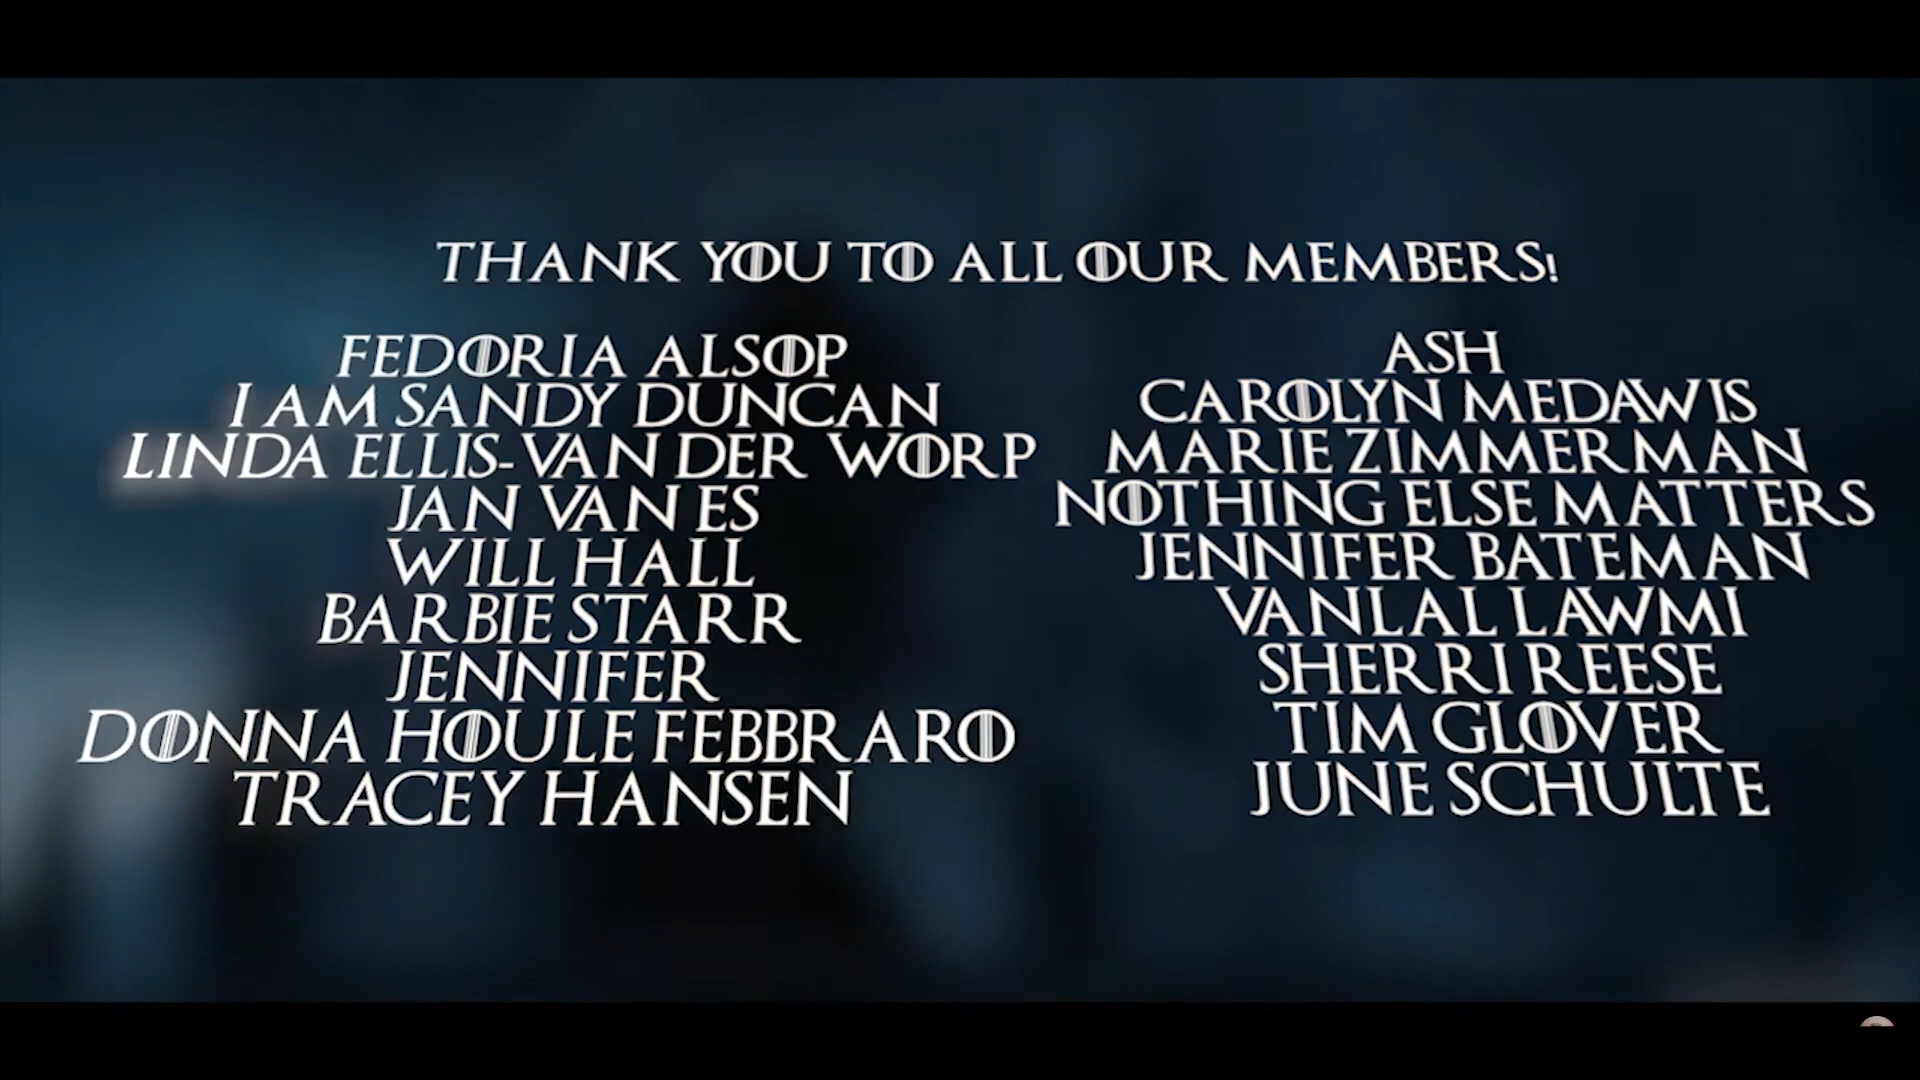 THANK YOU TO ALL OUR MEMBERS!
FEDORIA ALSOP
I AM SANDY DUNCAN
LINDA ELLIS-VAN DER WORP
JAN VAN ES
WILL HALL
BARBIE STARR
JENNIFER
DONNA HOULE FEBBRARO
TRACEY HANSEN
ASH
CAROLYN MEDAWIS
MARIE ZIMMERMAN
NOTHING ELSE MATTERS
JENNIFER BATEMAN
VANLAL LAWMI
SHERRI REESE
TIM GLOVER
JUNE SCHULTE